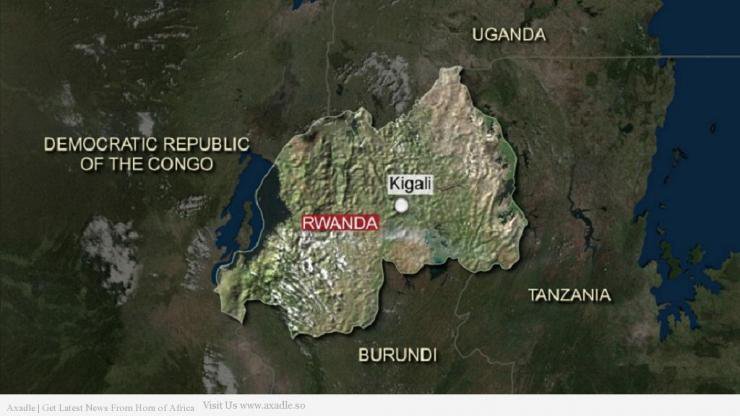 UGANDA
DEMOCRATIC REPUBLIC
OF THE CONGO
Kigali
RWANDA
TANZANIA
BURUNDI
Axadle | Get Latest News From Horn of Africa Visit Us www.axadle.so